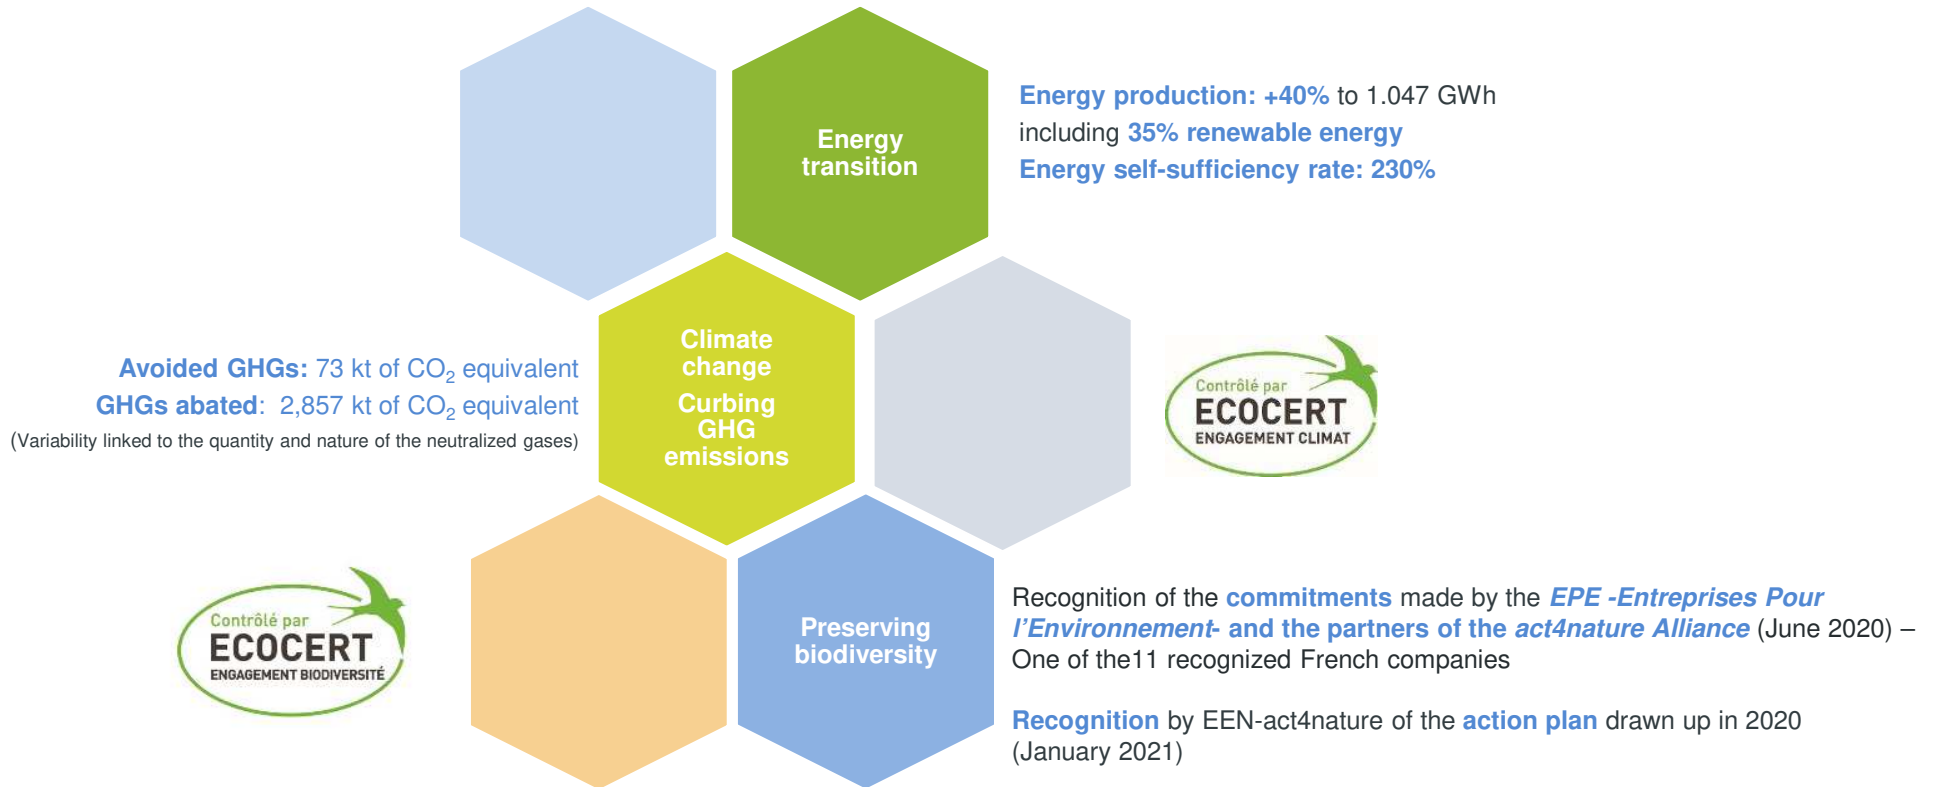 Energy
transition
Energy production: +40% to 1.047 GWh
including 35% renewable energy
Energy self-sufficiency rate: 230%
Avoided GHGs: 73 kt of CO₂ equivalent
GHGs abated:  2,857 kt of CO₂ equivalent
(Variability linked to the quantity and nature of the neutralized gases)
Climate
change
Curbing
GHG
emissions
Contrôlé par
ECOCERT
ENGAGEMENT CLIMAT
Contrôlé par
ECOCERT
ENGAGEMENT BIODIVERSITÉ
Preserving
biodiversity
Recognition of the commitments made by the EPE -Entreprises Pour
l’Environnement- and the partners of the act4nature Alliance (June 2020) –
One of the11 recognized French companies
Recognition by EEN-act4nature of the action plan drawn up in 2020
(January 2021)